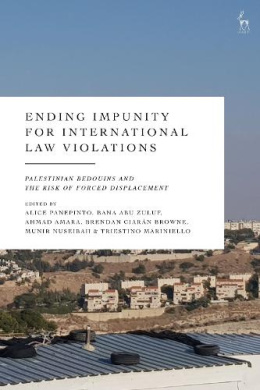 ENDING IMPUNITY
FOR INTERNATIONAL
LAW VIOLATIONS
PALESTINIAN BEDOUINS AND
THE RISK OF FORCED DISPLACEMENT
EDITED BY
ALICE PANEPINTO, BANA ABU ZULUF,
AHMAD AMARA, BRENDAN CIARÁN BROWNE,
MUNIR NUSEIBAH & TRIESTINO MARINIELLO